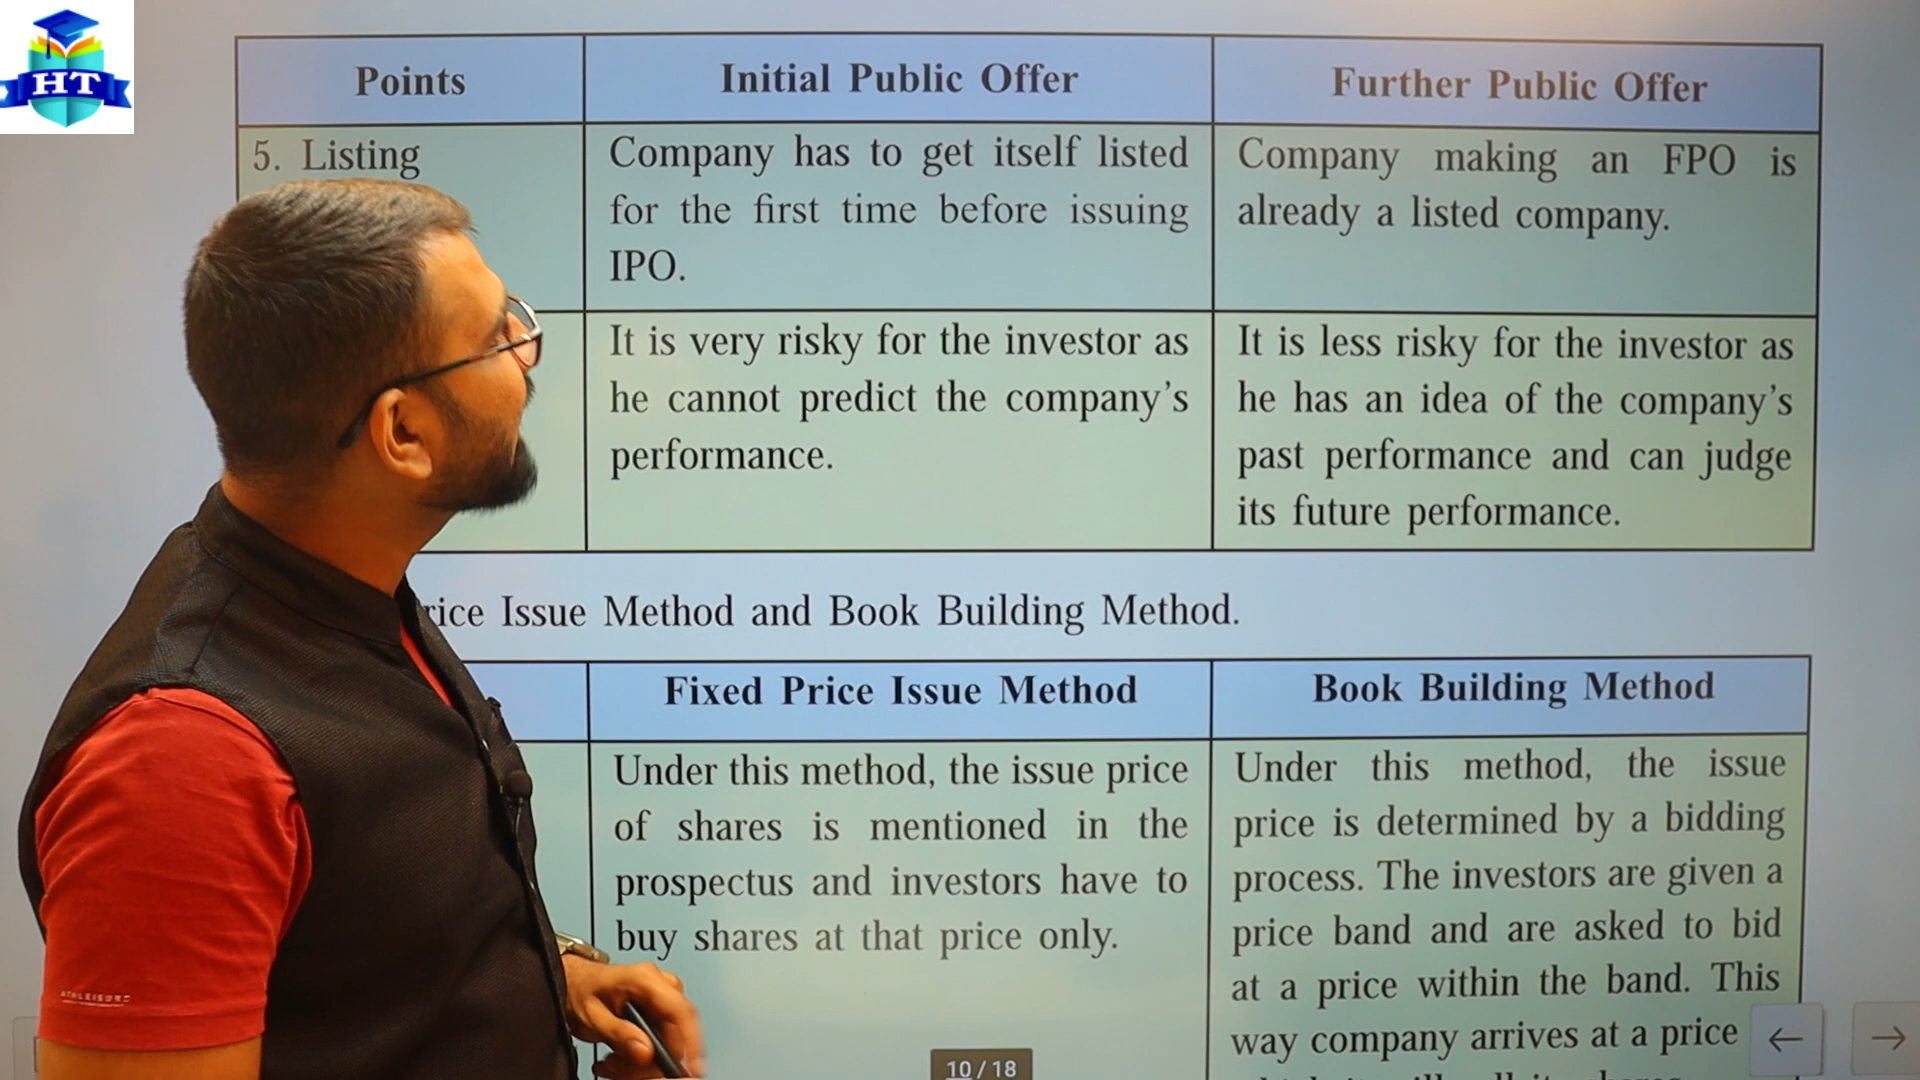 HT
Points
Initial Public Offer
Further Public Offer
5. Listing
Company has to get itself listed
for the first time before issuing
IPO.
Company making an FPO is
already a listed company.
It is very risky for the investor as
he cannot predict the company's
performance.
It is less risky for the investor as
he has an idea of the company's
past performance and can judge
its future performance.
rice Issue Method and Book Building Method.
Fixed Price Issue Method
Book Building Method
Under this method, the issue price
of shares is mentioned in the
prospectus and investors have to
buy shares at that price only.
Under this method, the issue
price is determined by a bidding
process. The investors are given a
price band and are asked to bid
at a price within the band. This
way company arrives at a price
ATHLEISURE
10 / 18